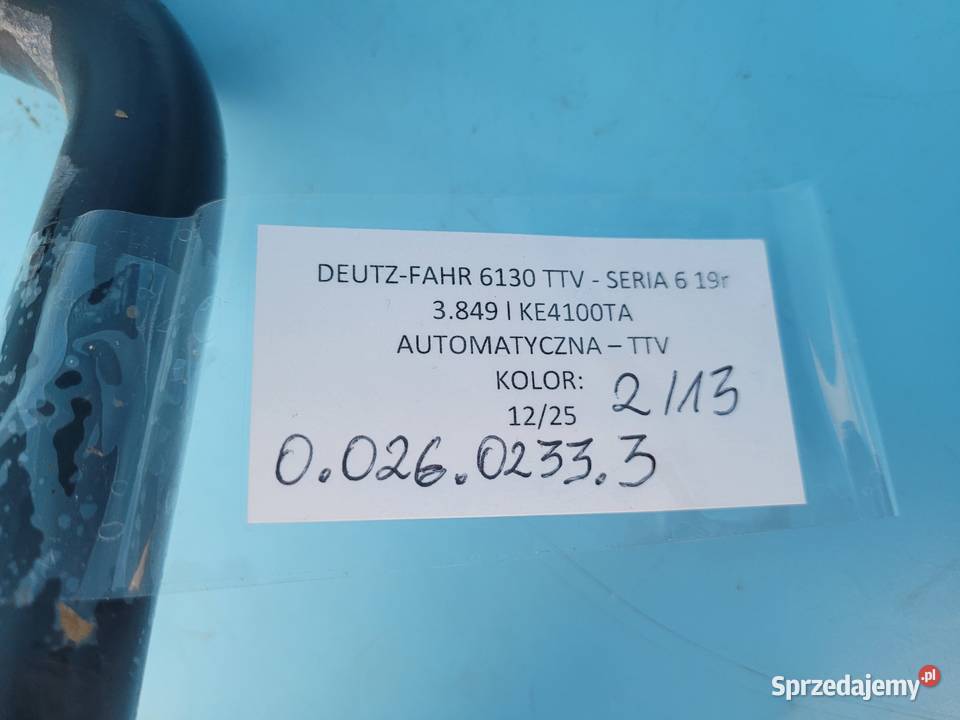 DEUTZ-FAHR 6130 TTV - SERIA 6 19r
3.849 l KE4100TA
AUTOMATYCZNA – TTV
KOLOR:
12/25 2/13
0.026.0233.3
Sprzedajemy.pl